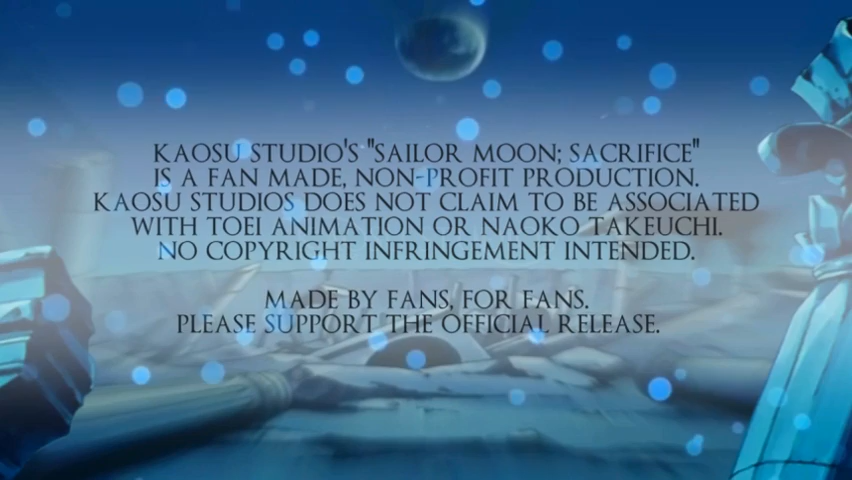 KAOSU STUDIO'S "SAILOR MOON; SACRIFICE"
IS A FAN MADE, NON-PROFIT PRODUCTION.
KAOSU STUDIOS DOES NOT CLAIM TO BE ASSOCIATED
WITH TOEI ANIMATION OR NAOKO TAKEUCHI.
NO COPYRIGHT INFRINGEMENT INTENDED.
MADE BY FANS, FOR FANS.
PLEASE SUPPORT THE OFFICIAL RELEASE.